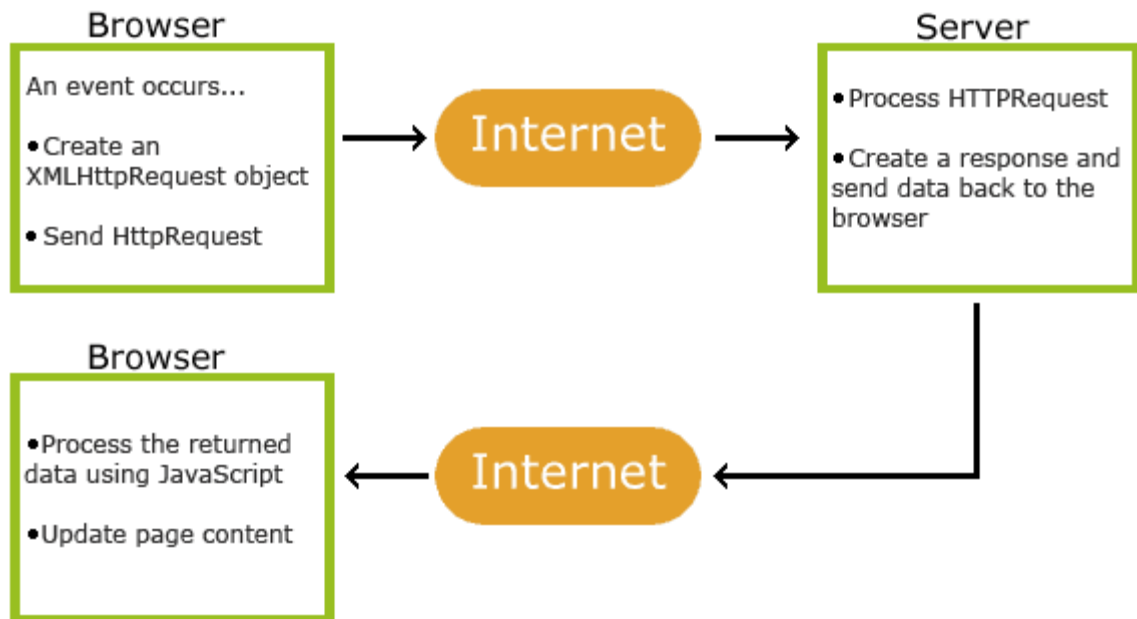 Browser
An event occurs...
•Create an
XMLHttpRequest object
• Send HttpRequest
Internet
Server
•Process HTTPRequest
•Create a response and
send data back to the
browser
Browser
•Process the returned
data using JavaScript
•Update page content
Internet